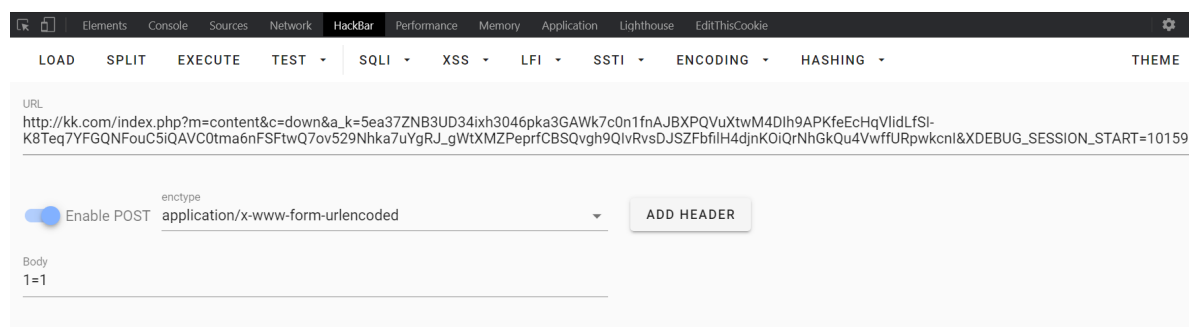 Elements Console Sources Network HackBar Performance Memory Application Lighthouse EditThisCookie
LOAD SPLIT EXECUTE TEST SQLI XSS LFI SSTI ENCODING HASHING THEME
URL
http://kk.com/index.php?m=content&c=down&a_k=5ea37ZNB3UD34ixh3046pka3GAWk7c0n1fnAJBXPQVuXtwM4DIh9APKfeEcHqVlidLfSI-
K8Teq7YFGQNFouC5iQAVC0tma6nFSFtwQ7ov529Nhka7uYgRJ_gWtXMZPeprfCBSQvgh9QIvRvsDJSZFbfilH4djnKOiQrNhGkQu4VwffURpwkcnI&XDEBUG_SESSION_START=10159
enctype
Enable POST application/x-www-form-urlencoded ADD HEADER
Body
1=1